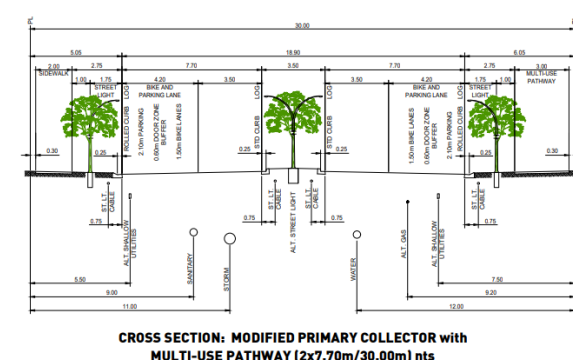 PL
30.00
5.05
18.90
6.05
2.00
2.75
7.70
3.50
7.70
2.75
3.00
SIDEWALK
1.00
1.75
4.20
3.50
3.50
4.20
1.75
1.00
MULTI-USE
PATHWAY
STREET
LIGHT
BIKE AND
PARKING LANE
BIKE AND
PARKING LANE
STREET
LIGHT
LOG
ROLLED CURB
2.10m PARKING
0.60m DOOR ZONE
BUFFER
1.50m BIKE LANES
LOG
STD CURB
LOG
STD CURB
1.50m BIKE LANES
0.60m DOOR ZONE
BUFFER
2.10m PARKING
LOG
ROLLED CURB
0.30
0.25
0.25
0.25
0.25
0.30
ST. LT.
CABLE
ST. LT.
CABLE
ALT. STREET LIGHT
ST. LT.
CABLE
ST. LT.
CABLE
0.75
0.75
0.75
0.75
ALT. SHALLOW
UTILITIES
SANITARY
STORM
WATER
ALT. GAS
ALT. SHALLOW
UTILITIES
5.50
7.50
9.00
9.20
11.00
12.00
CROSS SECTION: MODIFIED PRIMARY COLLECTOR with
MULTI-USE PATHWAY (2x7.70m/30.00m) nts